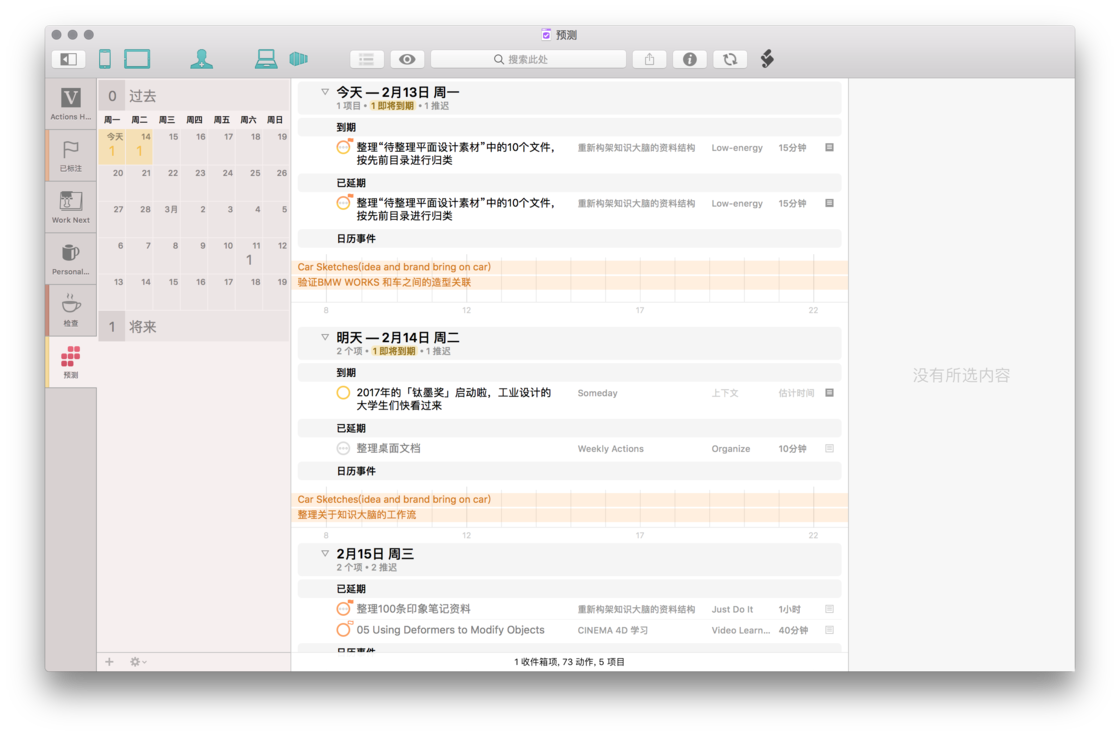 预测
搜索此处
Actions H...
已标注
Work Next
Personal...
检查
预测
0 过去
周一 周二 周三 周四 周五 周六 周日
今天 14 15 16 17 18 19
1 1
20 21 22 23 24 25 26
27 28 3月 2 3 4 5
6 7 8 9 10 11 12
1
13 14 15 16 17 18 19
1 将来
今天 — 2月13日 周一
1 项目 • 1 即将到期 • 1 推迟
到期
整理“待整理平面设计素材”中的10个文件，
按先前目录进行归类
重新构架知识大脑的资料结构 Low-energy 15分钟
已延期
整理“待整理平面设计素材”中的10个文件，
按先前目录进行归类
重新构架知识大脑的资料结构 Low-energy 15分钟
日历事件
Car Sketches(idea and brand bring on car)
验证BMW WORKS 和车之间的造型关联
8 12 17 22
明天 — 2月14日 周二
2 个项 • 1 即将到期 • 1 推迟
到期
2017年的「钛墨奖」启动啦，工业设计的
大学生们快看过来
Someday 上下文 估计时间
已延期
整理桌面文档 Weekly Actions Organize 10分钟
日历事件
Car Sketches(idea and brand bring on car)
整理关于知识大脑的工作流
8 12 17 22
2月15日 周三
2 个项 • 2 推迟
已延期
整理100条印象笔记资料 重新构架知识大脑的资料结构 Just Do It 1小时
05 Using Deformers to Modify Objects CINEMA 4D 学习 Video Learn... 40分钟
日历事件
1 收件箱项, 73 动作, 5 项目
没有所选内容